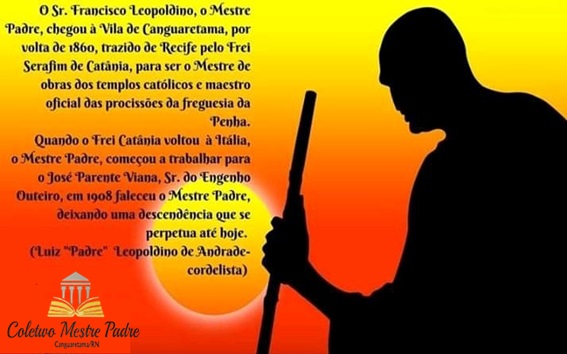 O Sr. Francisco Leopoldino, o Mestre
Padre, chegou à Vila de Canguaretama, por
volta de 1860, trazido de Recife pelo Frei
Serafim de Catânia, para ser o Mestre de
obras dos templos católicos e maestro
oficial das procissões da freguesia da
Penha.
Quando o Frei Catânia voltou à Itália,
o Mestre Padre, começou a trabalhar para
o José Parente Viana, Sr. do Engenho
Outeiro, em 1908 faleceu o Mestre Padre,
deixando uma descendência que se
perpetua até hoje.
(Luiz "Padre" Leopoldino de Andrade-
cordelista)
Coletivo Mestre Padre
Canguaretama/RN